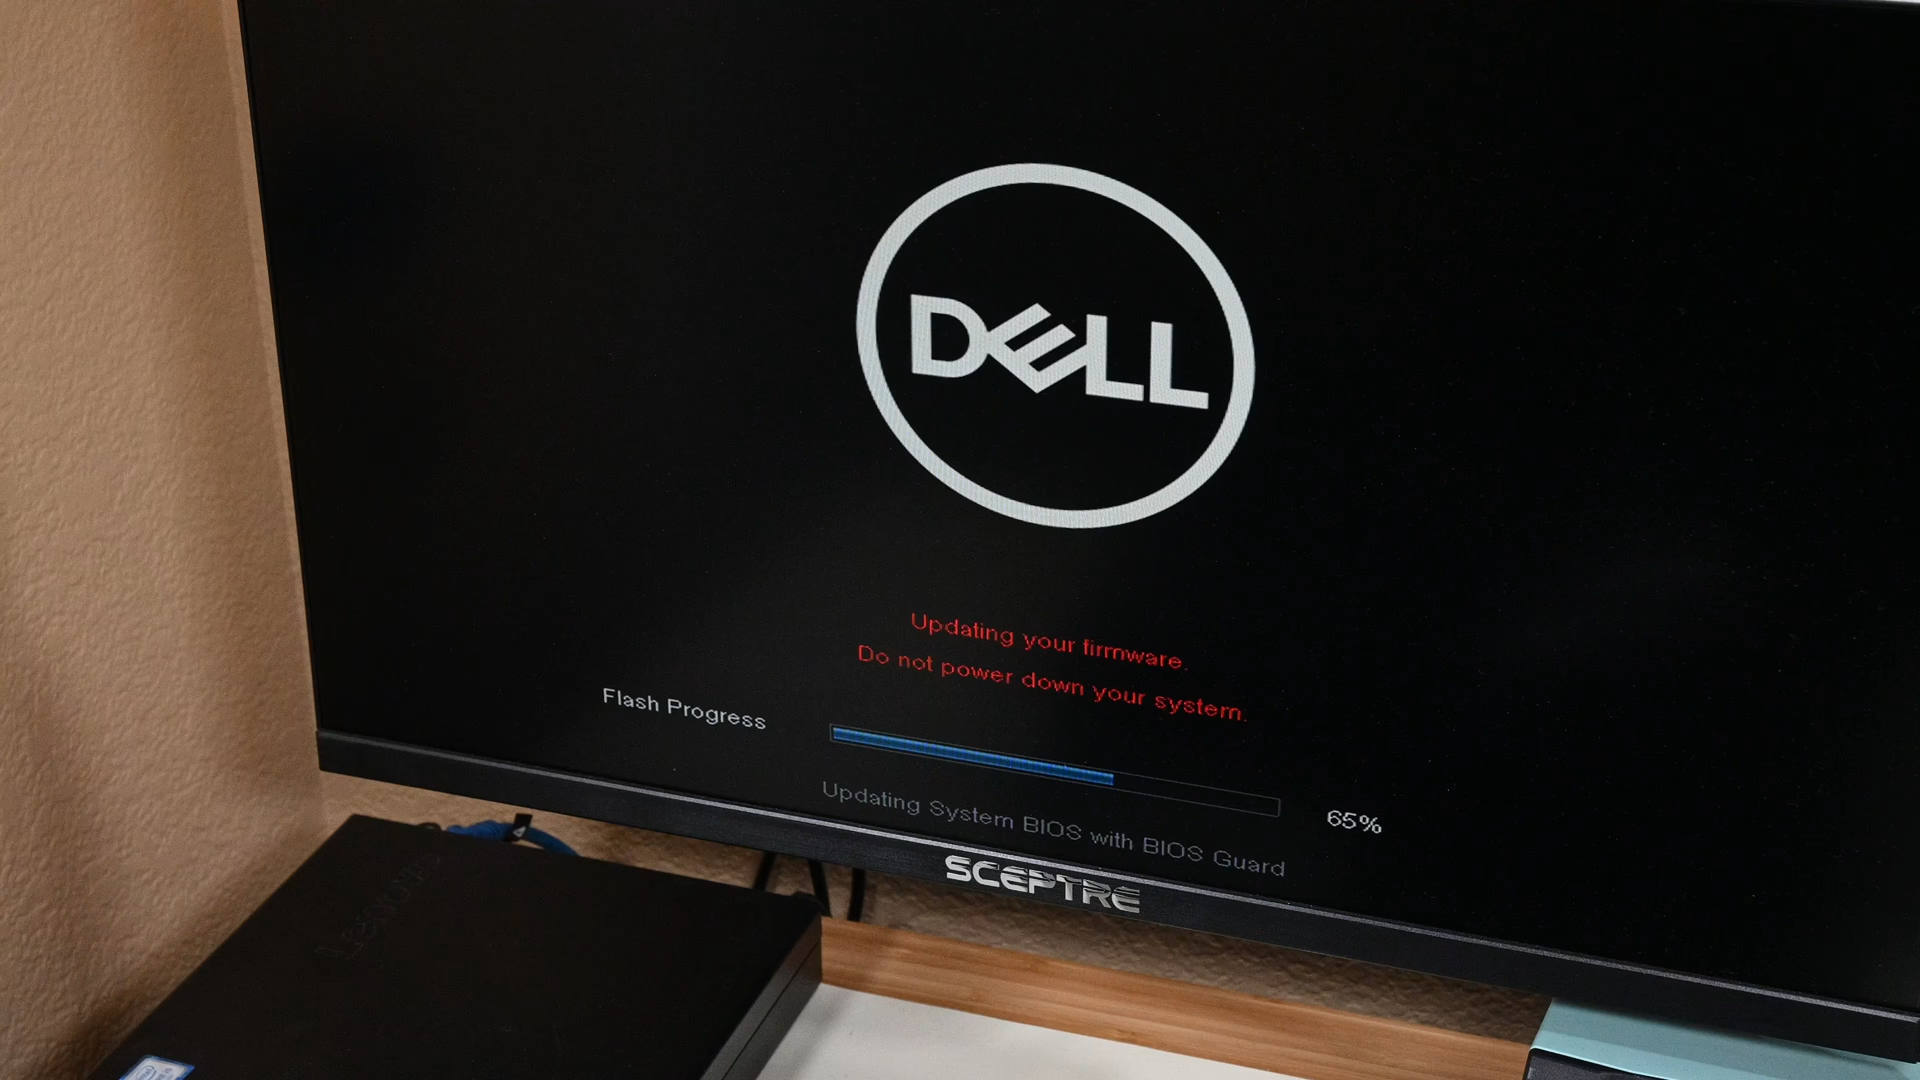 DELL
Updating your firmware.
Do not power down your system.
Flash Progress
65%
Updating System BIOS with BIOS Guard
SCEPTRE
Lenovo